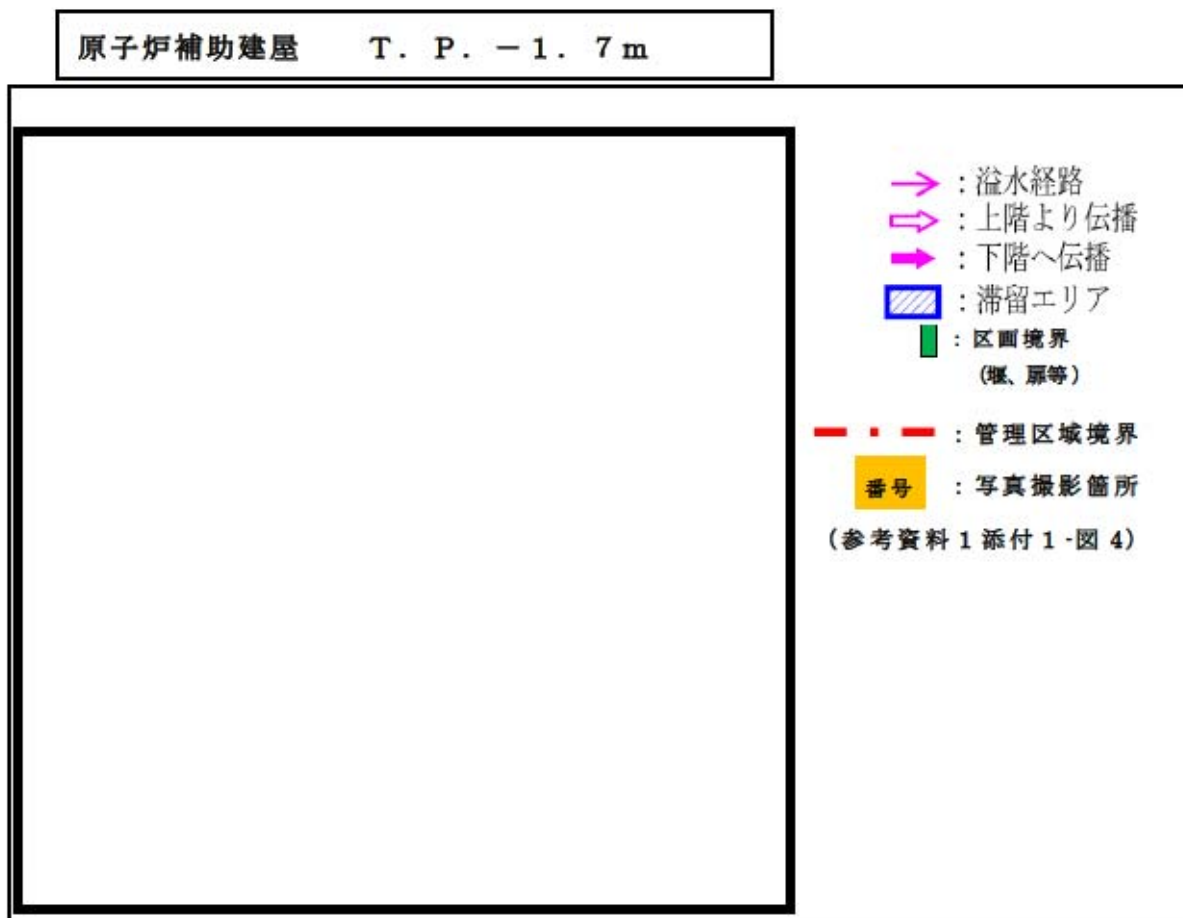 原子炉補助建屋　　T．P．－1．7m
：溢水経路
：上階より伝播
：下階へ伝播
：滞留エリア
：区画境界
（堰、扉等）
：管理区域境界
番号 ：写真撮影箇所
（参考資料1添付1-図4）